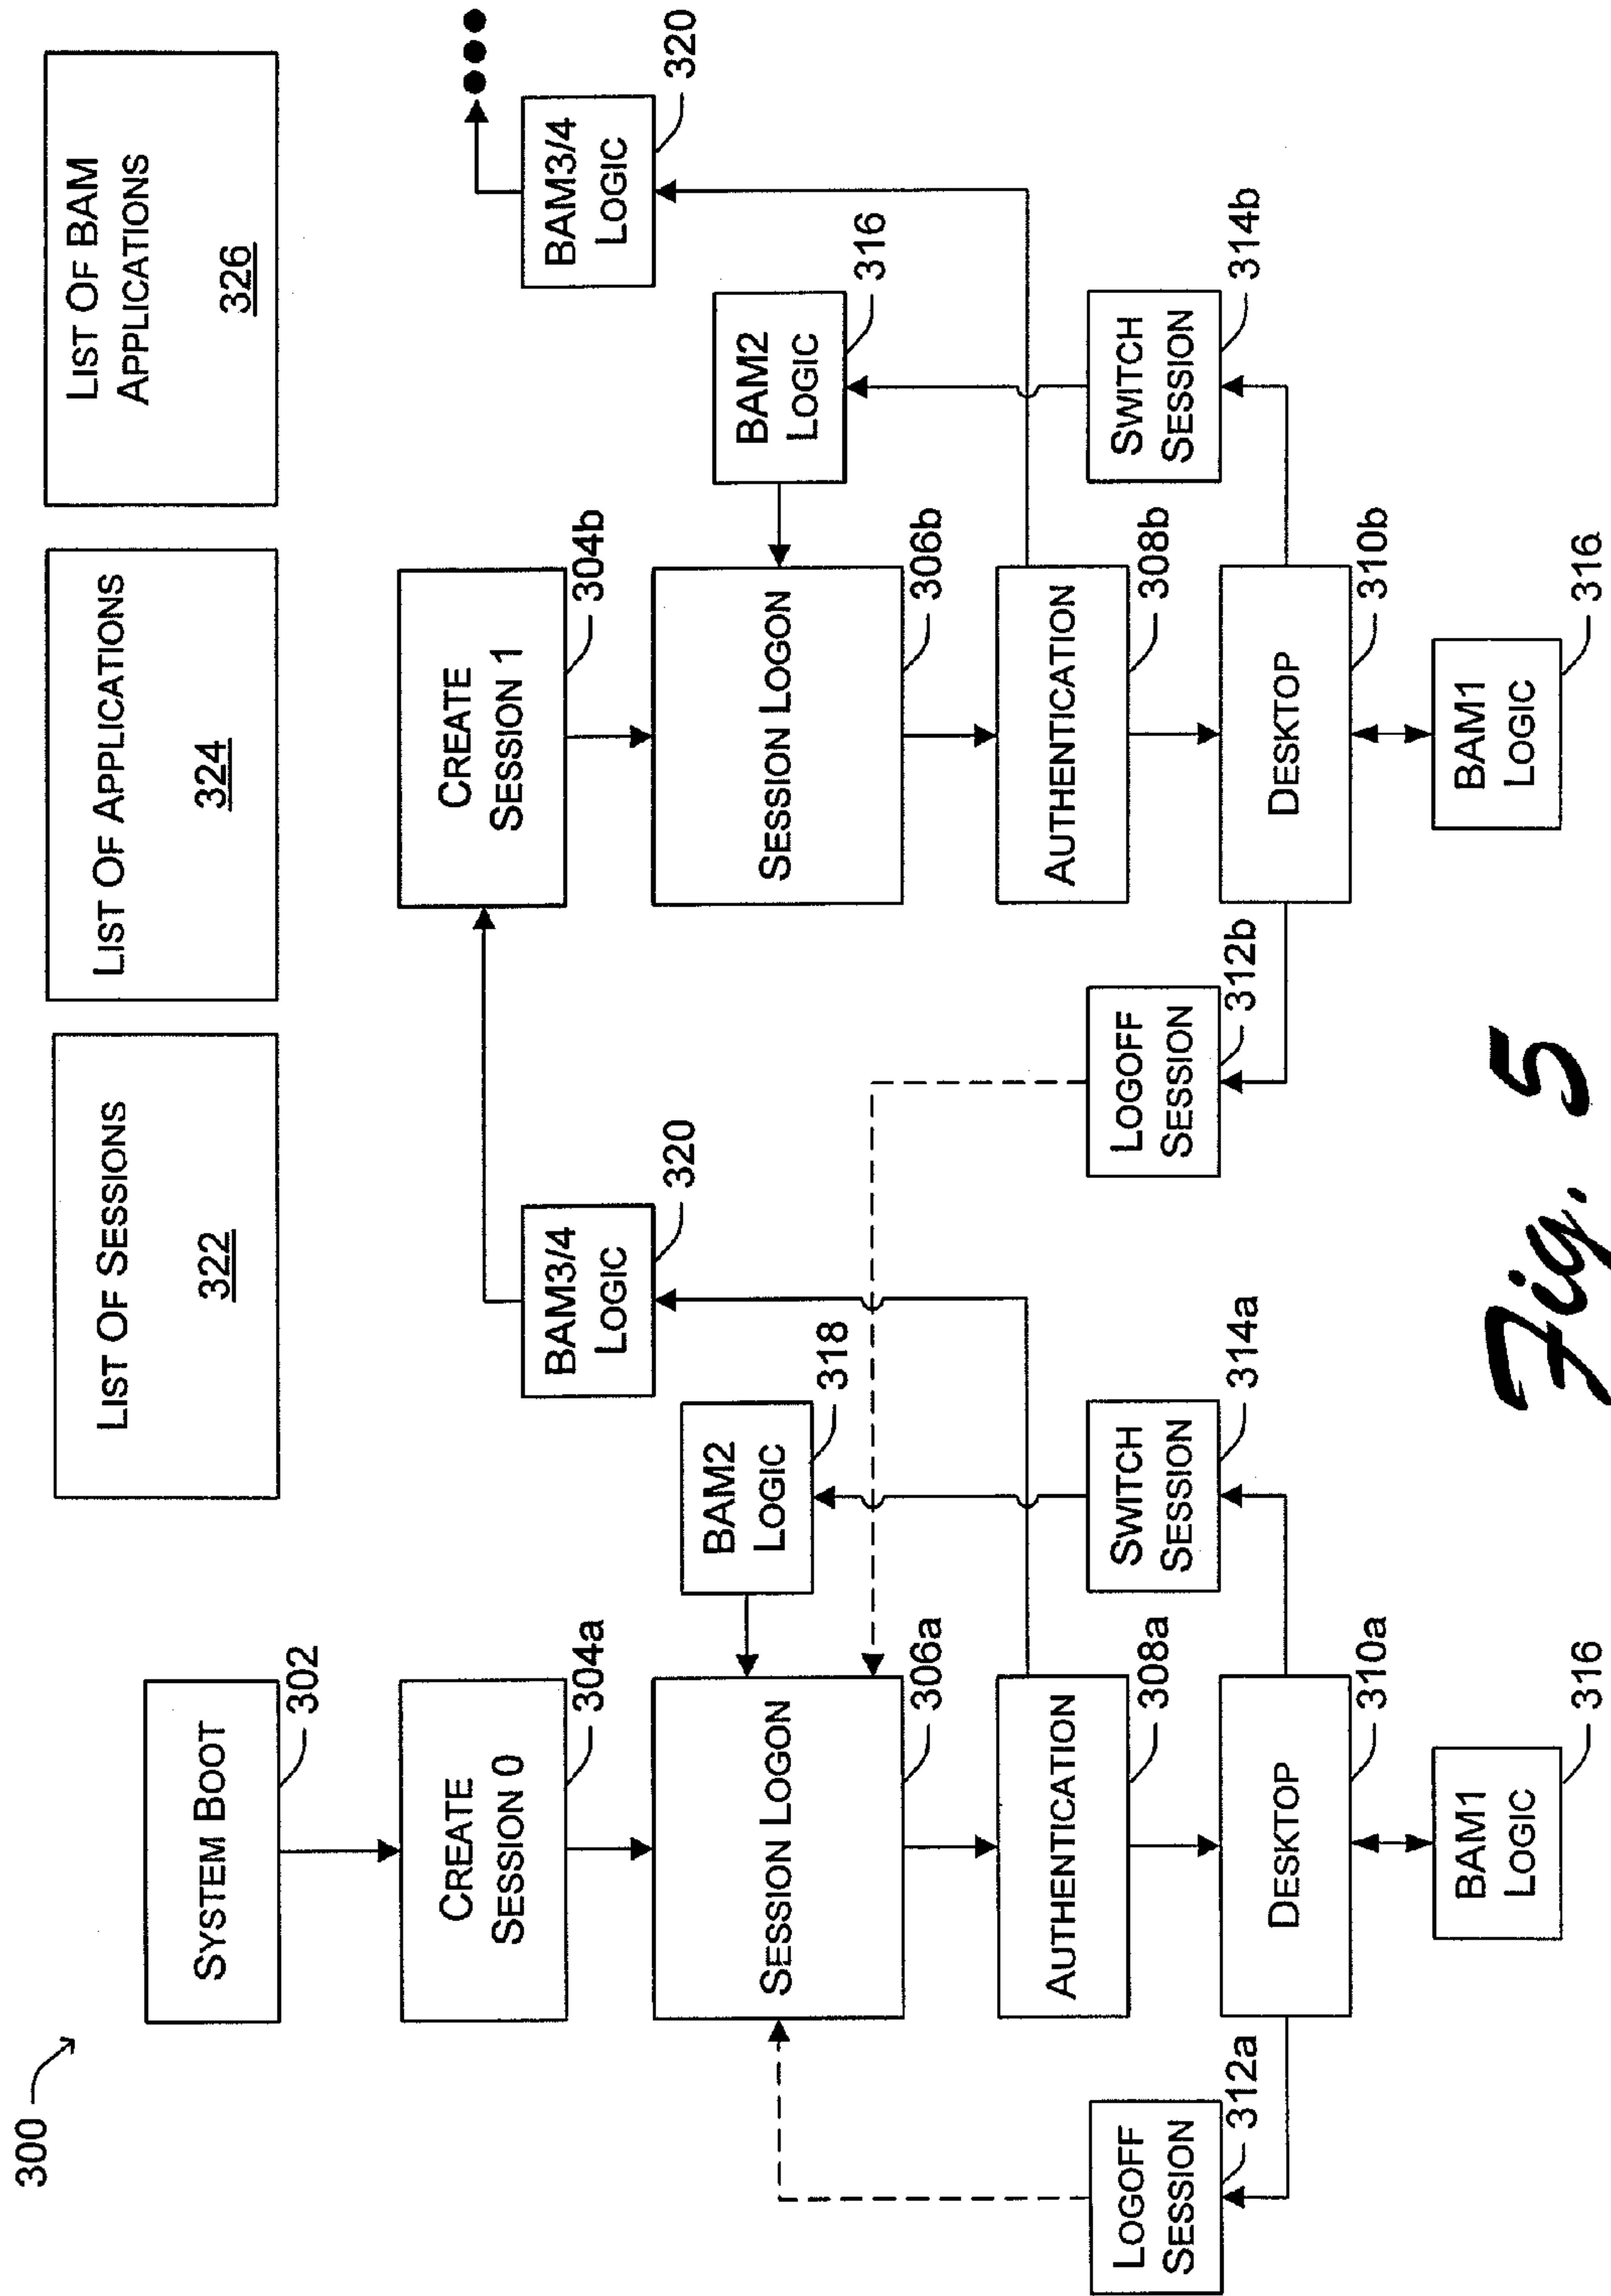 300
SYSTEM BOOT
302
LIST OF SESSIONS
322
LIST OF APPLICATIONS
324
LIST OF BAM
APPLICATIONS
326
CREATE
SESSION 0
304a
CREATE
SESSION 1
304b
BAM3/4
LOGIC
320
BAM3/4
LOGIC
320
SESSION LOGON
306a
BAM2
LOGIC
318
SESSION LOGON
306b
BAM2
LOGIC
316
AUTHENTICATION
308a
AUTHENTICATION
308b
LOGOFF
SESSION
312a
SWITCH
SESSION
314a
LOGOFF
SESSION
312b
SWITCH
SESSION
314b
DESKTOP
310a
DESKTOP
310b
BAM1
LOGIC
316
BAM1
LOGIC
316
Fig. 5